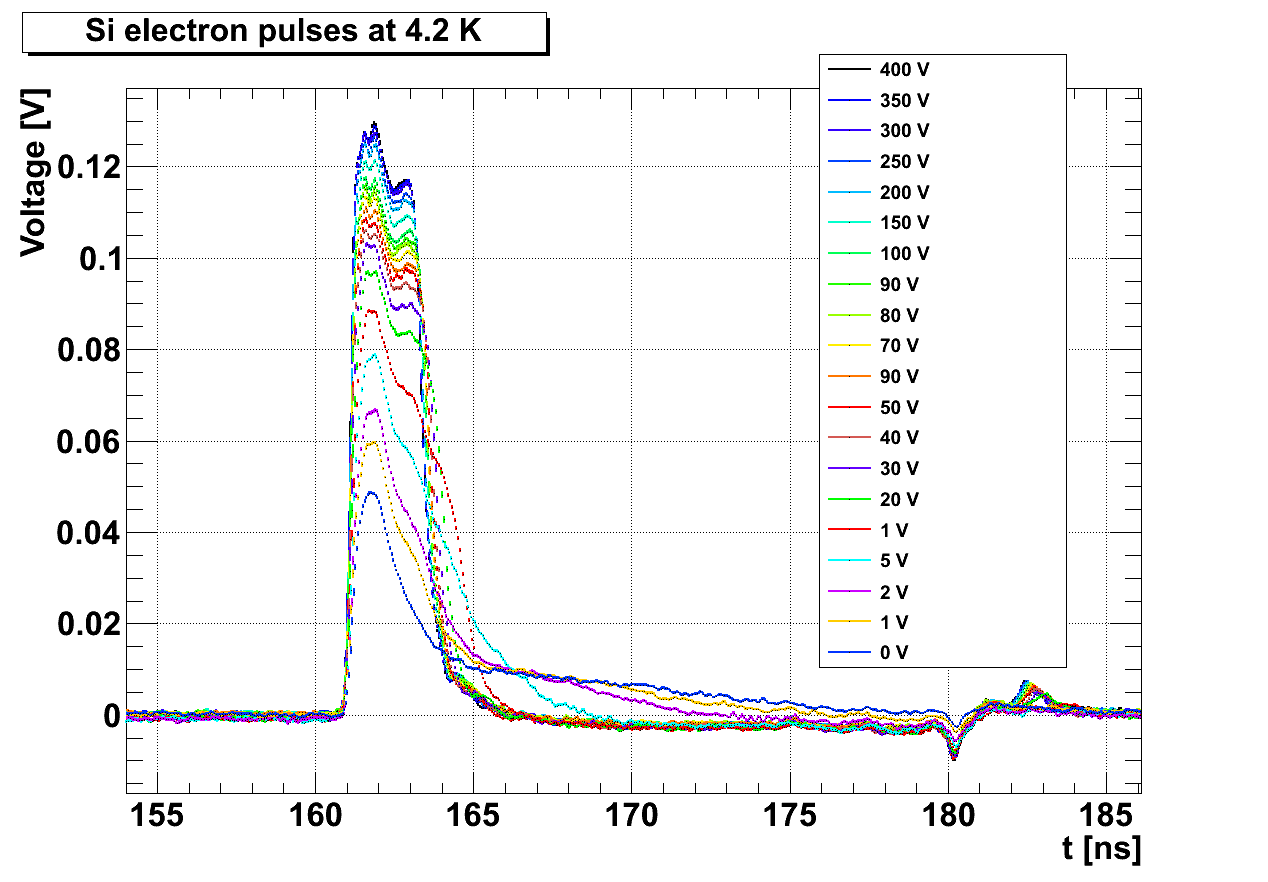 Si electron pulses at 4.2 K
Voltage [V]
0.12
0.1
0.08
0.06
0.04
0.02
0
155 160 165 170 175 180 185
t [ns]
400 V
350 V
300 V
250 V
200 V
150 V
100 V
90 V
80 V
70 V
90 V
50 V
40 V
30 V
20 V
1 V
5 V
2 V
1 V
0 V